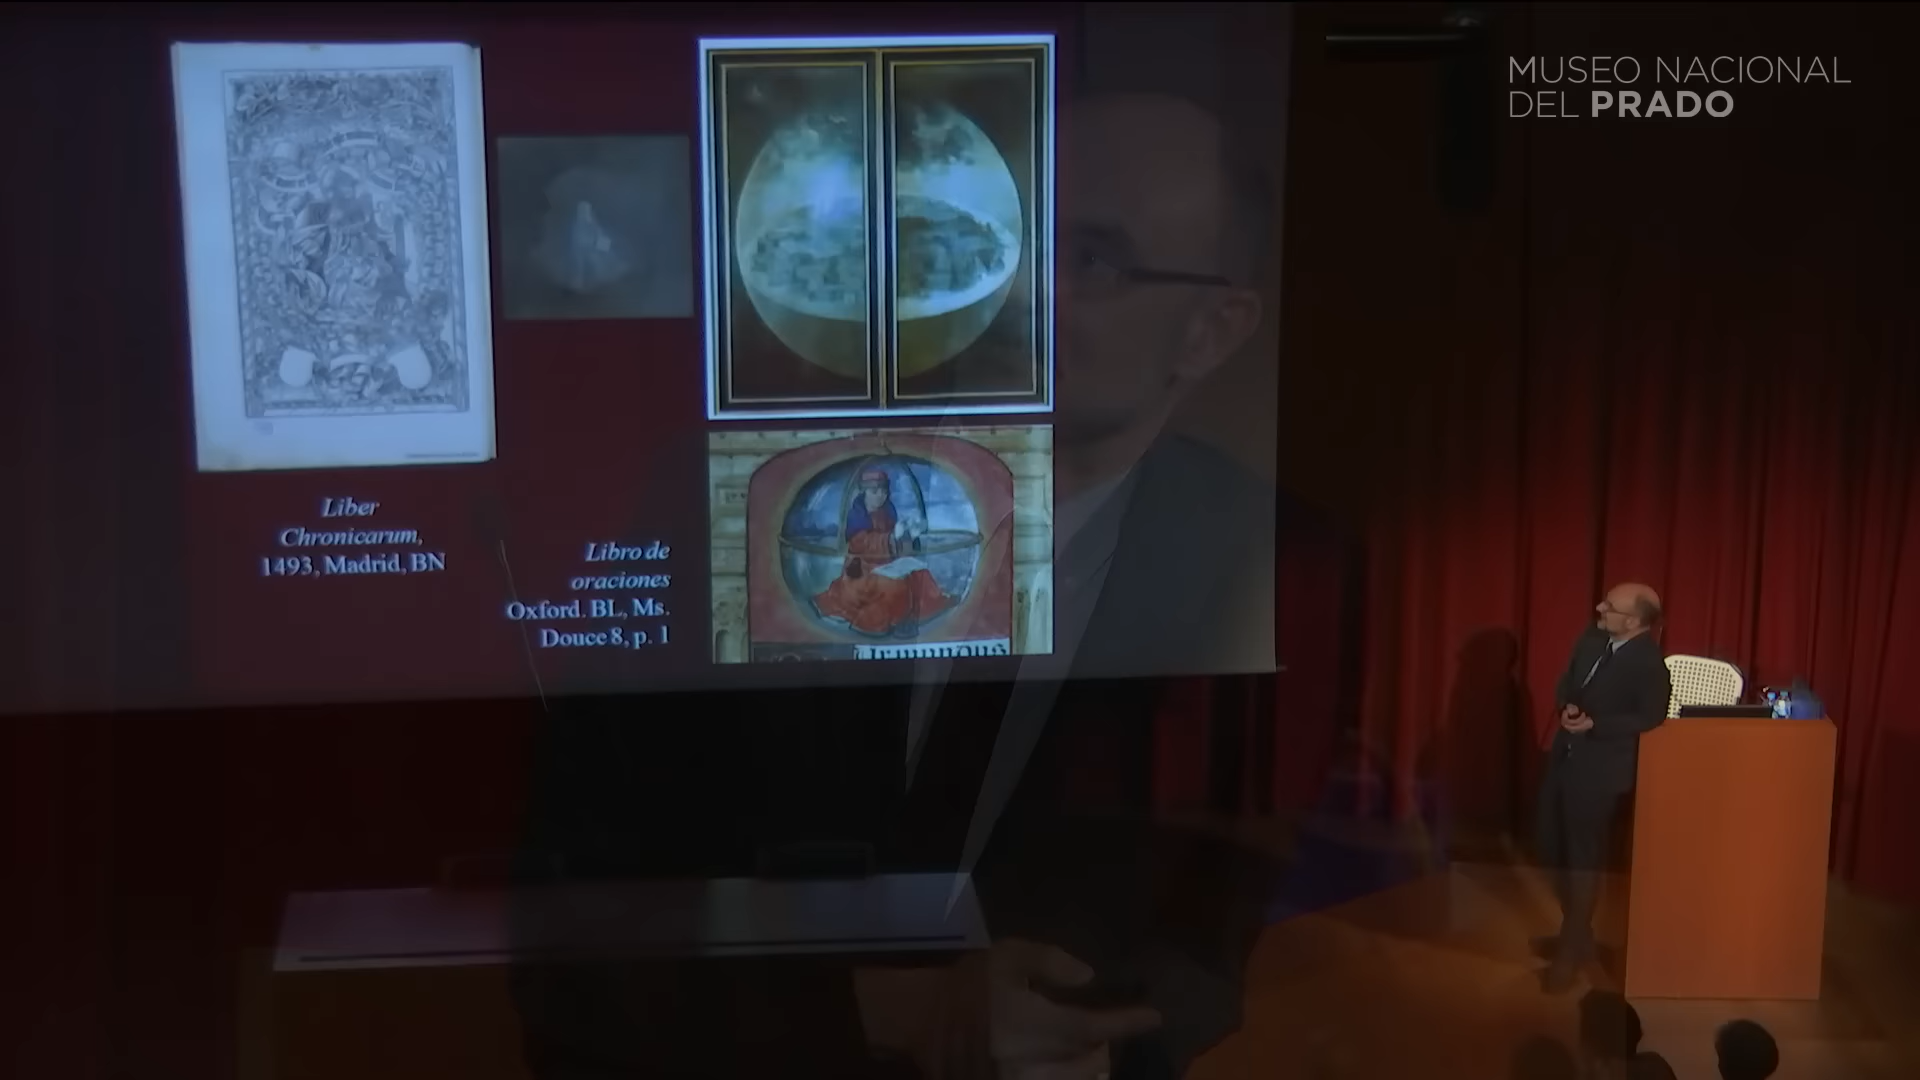 MUSEO NACIONAL
DEL PRADO
Liber
Chronicarum,
1493, Madrid, BN
Libro de
oraciones
Oxford. BL, Ms.
Douce 8, p. 1